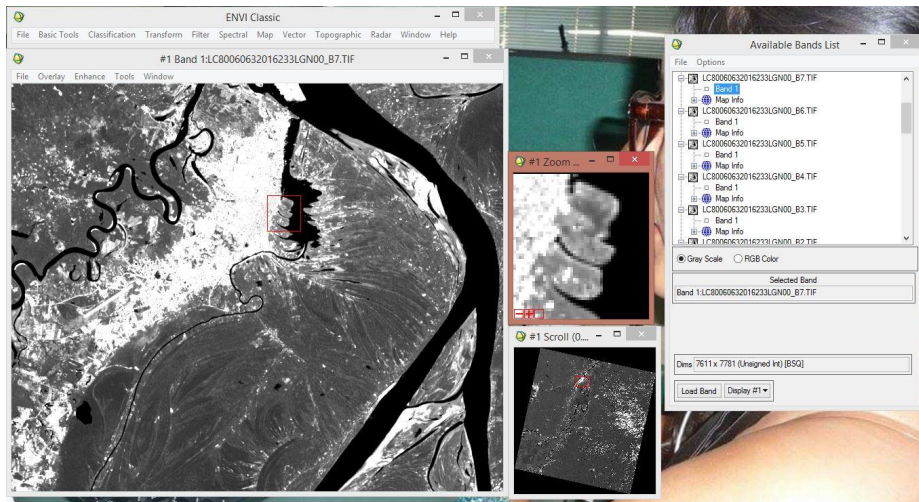 ENVI Classic
File Basic Tools Classification Transform Filter Spectral Map Vector Topographic Radar Window Help
#1 Band 1:LC80060632016233LGN00_B7.TIF
File Overlay Enhance Tools Window
#1 Zoom ...
#1 Scroll (0....
Available Bands List
File Options
LC80060632016233LGN00_B7.TIF
Band 1
Map Info
LC80060632016233LGN00_B6.TIF
Band 1
Map Info
LC80060632016233LGN00_B5.TIF
Band 1
Map Info
LC80060632016233LGN00_B4.TIF
Band 1
Map Info
LC80060632016233LGN00_B3.TIF
Band 1
Map Info
LC80060632016233LGN00_B2.TIF
Gray Scale RGB Color
Selected Band
Band 1:LC80060632016233LGN00_B7.TIF
Dims 7611 x 7781 (Unsigned Int) [BSQ]
Load Band Display #1